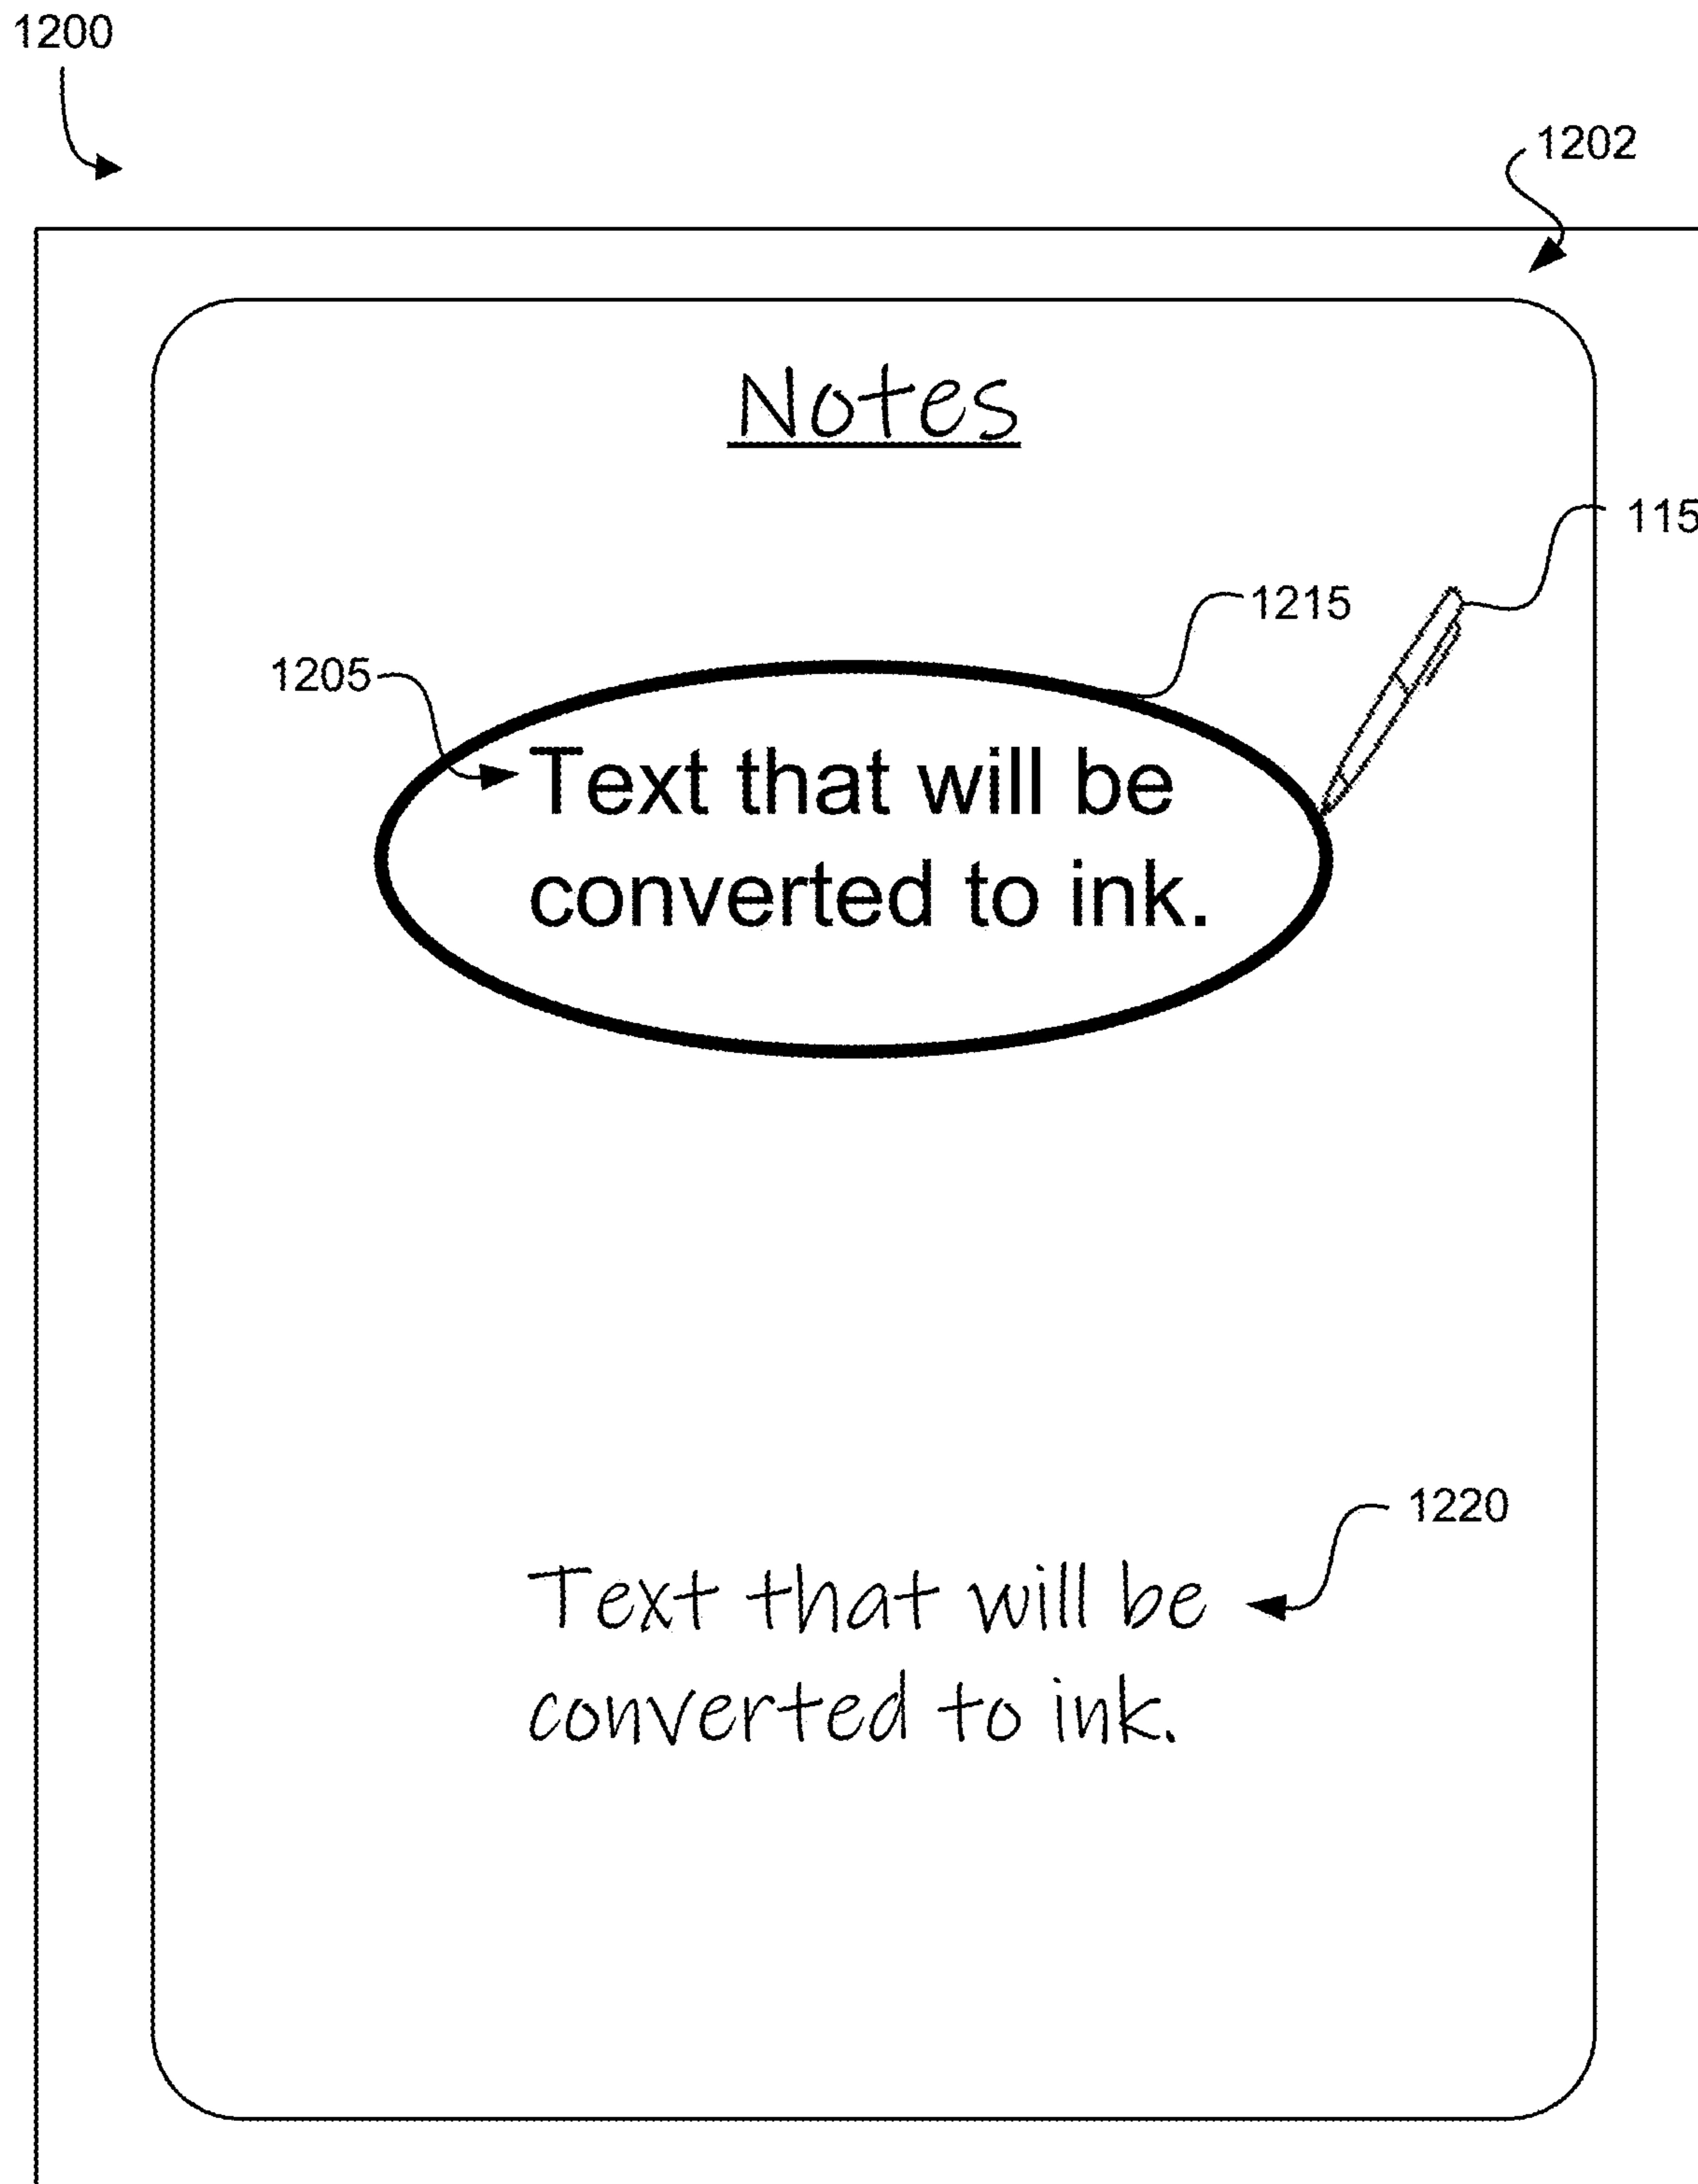 1200
1202
Notes
115
1215
1205
Text that will be
converted to ink.
1220
Text that will be
converted to ink.